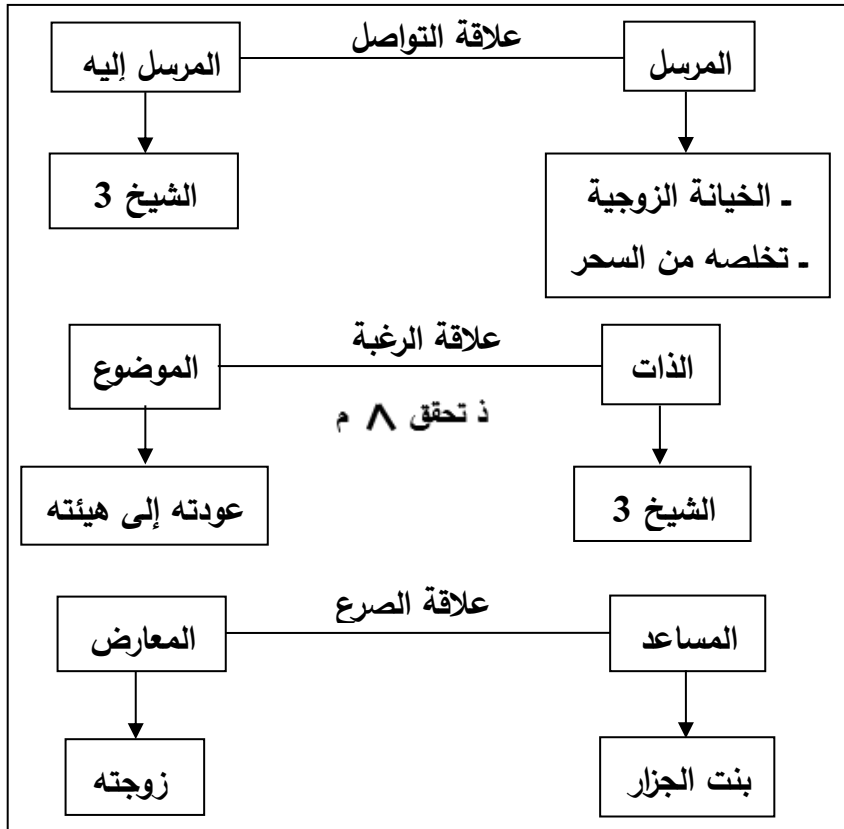 علاقة التواصل
المرسل
المرسل إليه
ـ الخيانة الزوجية
ـ تخلصه من السحر
الشيخ 3
علاقة الرغبة
الذات
الموضوع
ذ تحقق ∧ م
الشيخ 3
عودته إلى هيئته
علاقة الصرع
المساعد
المعارض
بنت الجزار
زوجته